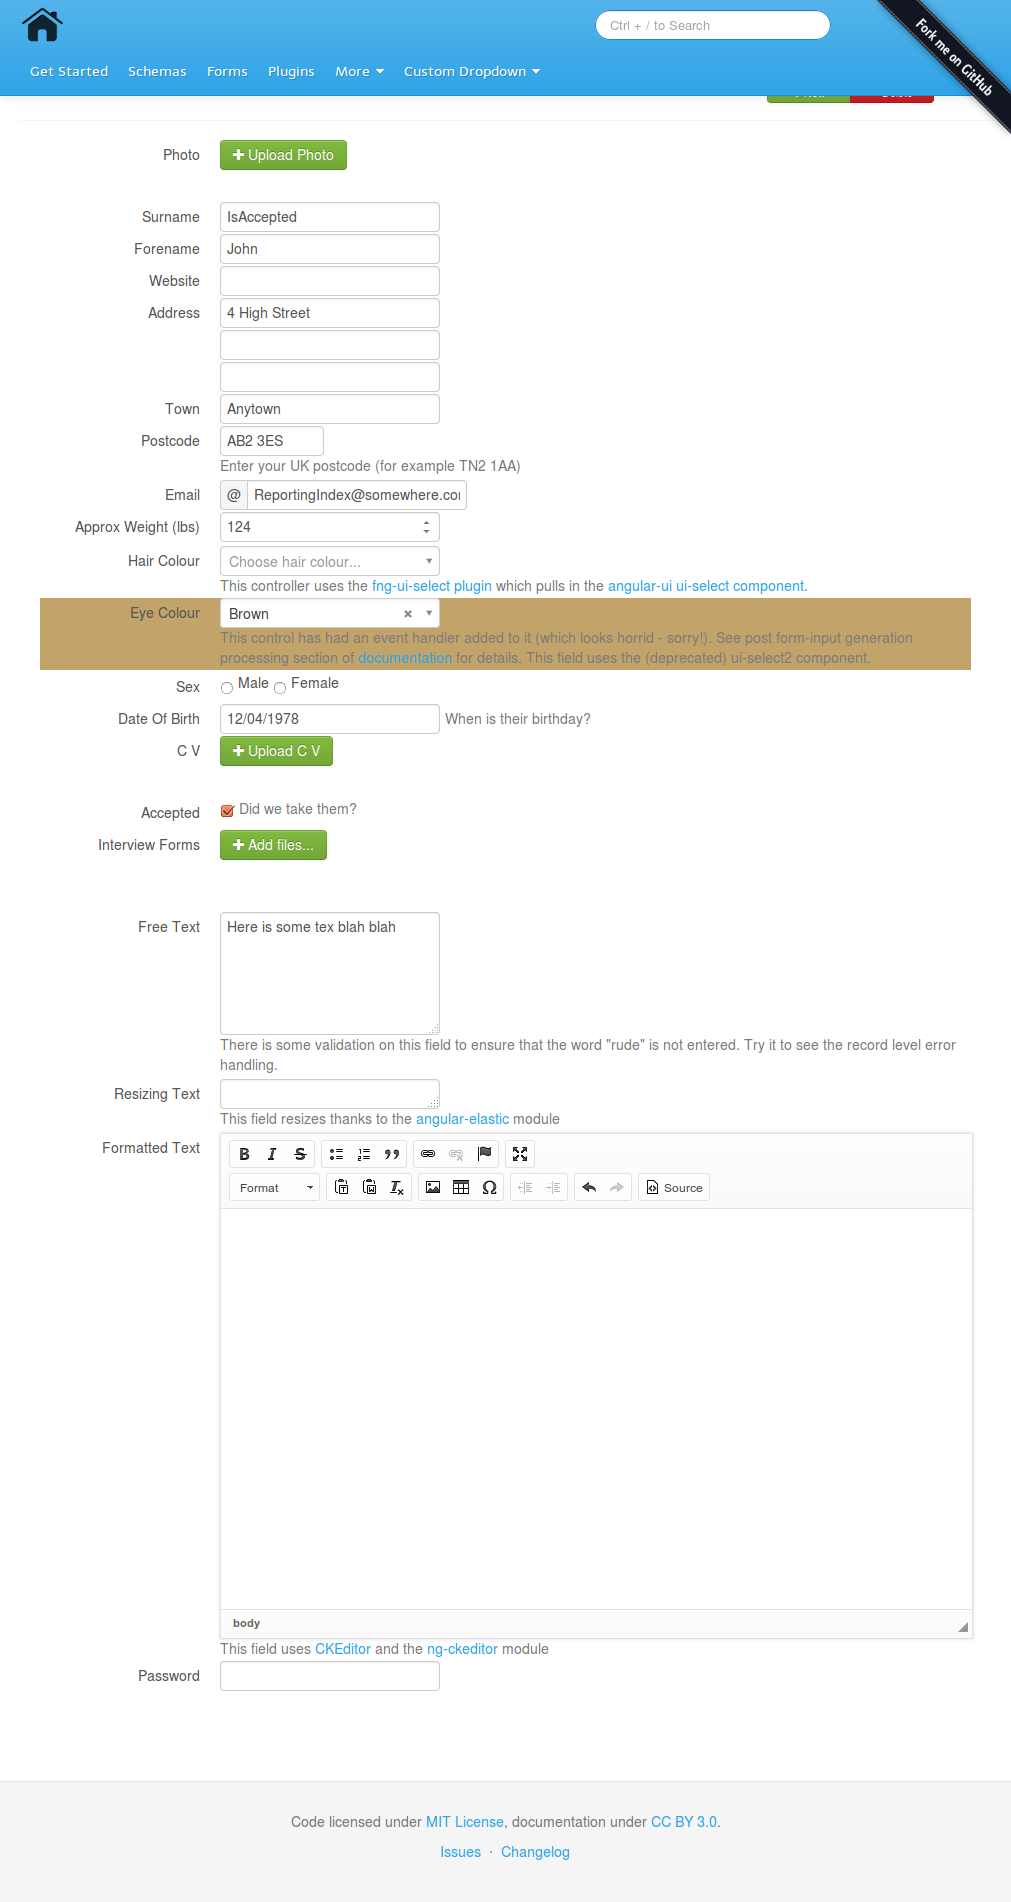 Ctrl + / to Search
Fork me on GitHub
Get Started Schemas Forms Plugins More Custom Dropdown
Photo Upload Photo
Surname IsAccepted
Forename John
Website
Address 4 High Street
Town Anytown
Postcode AB2 3ES
Enter your UK postcode (for example TN2 1AA)
Email @ ReportingIndex@somewhere.co
Approx Weight (lbs) 124
Hair Colour Choose hair colour...
This controller uses the fng-ui-select plugin which pulls in the angular-ui ui-select component.
Eye Colour Brown
This control has had an event handler added to it (which looks horrid - sorry!). See post form-input generation
processing section of documentation for details. This field uses the (deprecated) ui-select2 component.
Sex Male Female
Date Of Birth 12/04/1978 When is their birthday?
C V Upload C V
Accepted Did we take them?
Interview Forms Add files...
Free Text Here is some tex blah blah
There is some validation on this field to ensure that the word "rude" is not entered. Try it to see the record level error
handling.
Resizing Text
This field resizes thanks to the angular-elastic module
Formatted Text B I S
Format Source
body
This field uses CKEditor and the ng-ckeditor module
Password
Code licensed under MIT License, documentation under CC BY 3.0.
Issues · Changelog